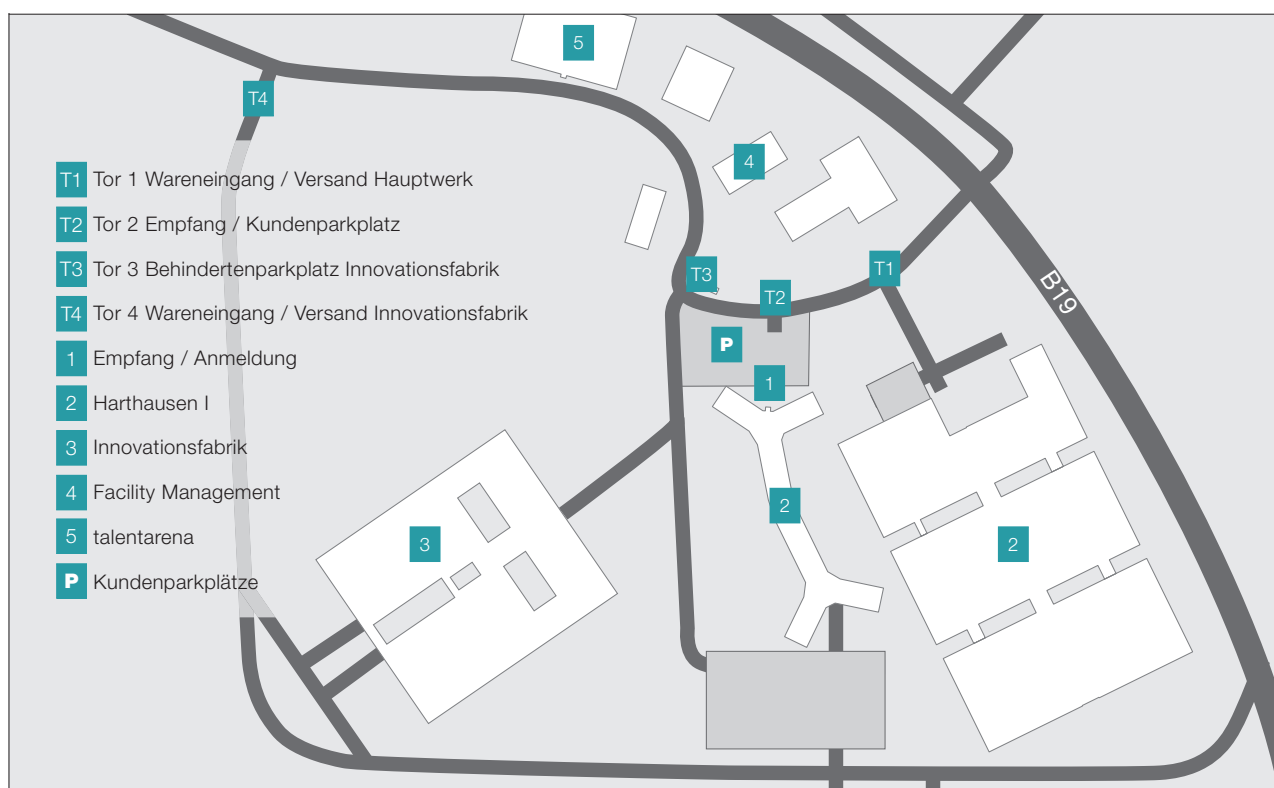 5
T4
4
T1 Tor 1 Wareneingang / Versand Hauptwerk
T2 Tor 2 Empfang / Kundenparkplatz
T3 Tor 3 Behindertenparkplatz Innovationsfabrik
T4 Tor 4 Wareneingang / Versand Innovationsfabrik
1 Empfang / Anmeldung
2 Harthausen I
3 Innovationsfabrik
4 Facility Management
5 talentarena
P Kundenparkplätze
T3
T2
T1
B19
P
1
2
3
2